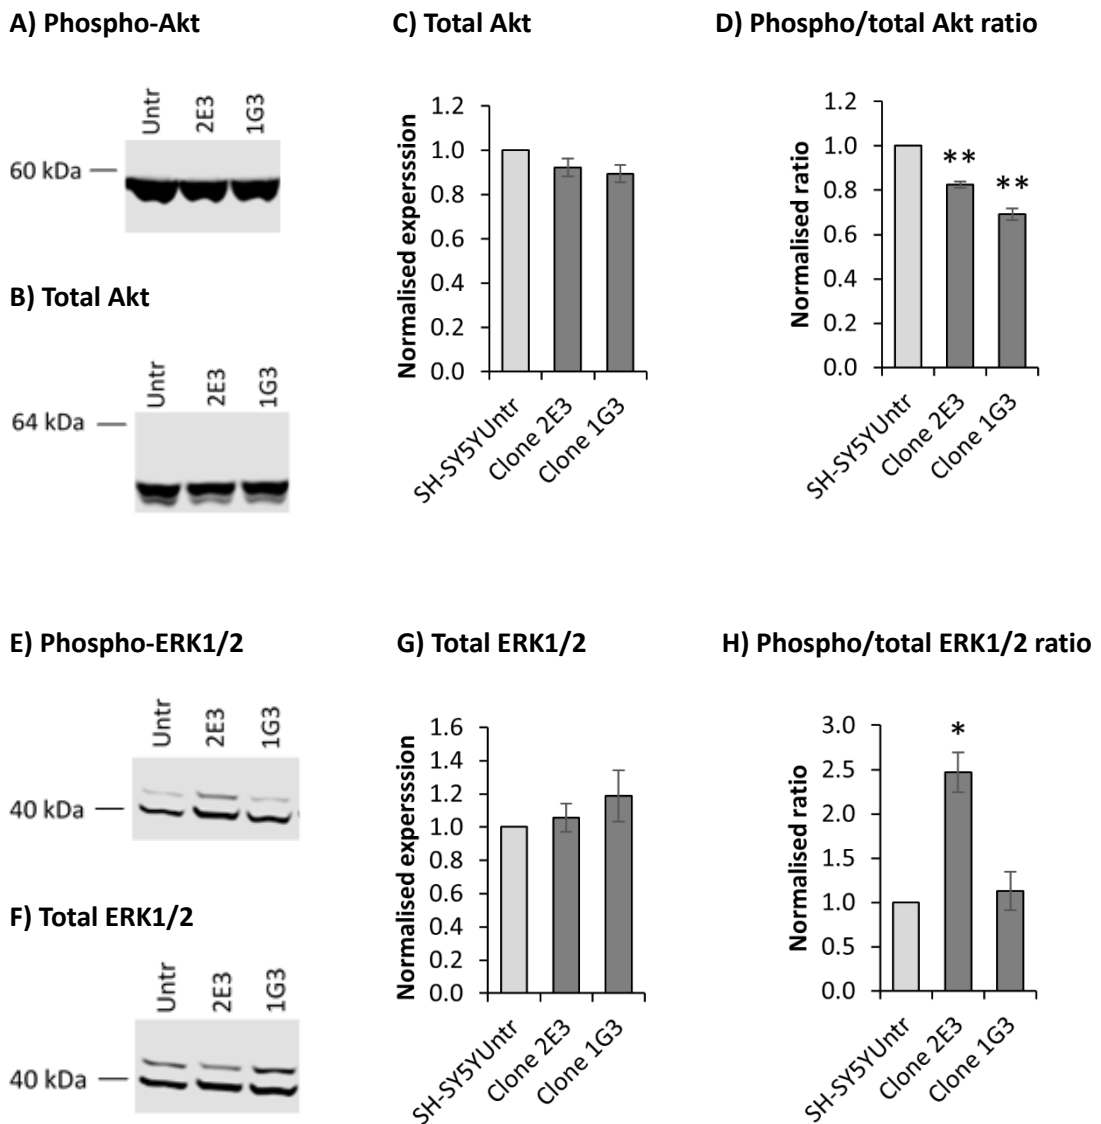 A) Phospho-Akt
Untr
2E3
1G3
60 kDa
B) Total Akt
Untr
2E3
1G3
64 kDa
C) Total Akt
Normalised expersssion
1.2
1.0
0.8
0.6
0.4
0.2
0.0
SH-SY5YUntr
Clone 2E3
Clone 1G3
D) Phospho/total Akt ratio
Normalised ratio
1.2
1.0
0.8
0.6
0.4
0.2
0.0
**
**
SH-SY5YUntr
Clone 2E3
Clone 1G3
E) Phospho-ERK1/2
Untr
2E3
1G3
40 kDa
F) Total ERK1/2
Untr
2E3
1G3
40 kDa
G) Total ERK1/2
Normalised expersssion
1.6
1.4
1.2
1.0
0.8
0.6
0.4
0.2
0.0
SH-SY5YUntr
Clone 2E3
Clone 1G3
H) Phospho/total ERK1/2 ratio
Normalised ratio
3.0
2.5
2.0
1.5
1.0
0.5
0.0
*
SH-SY5YUntr
Clone 2E3
Clone 1G3